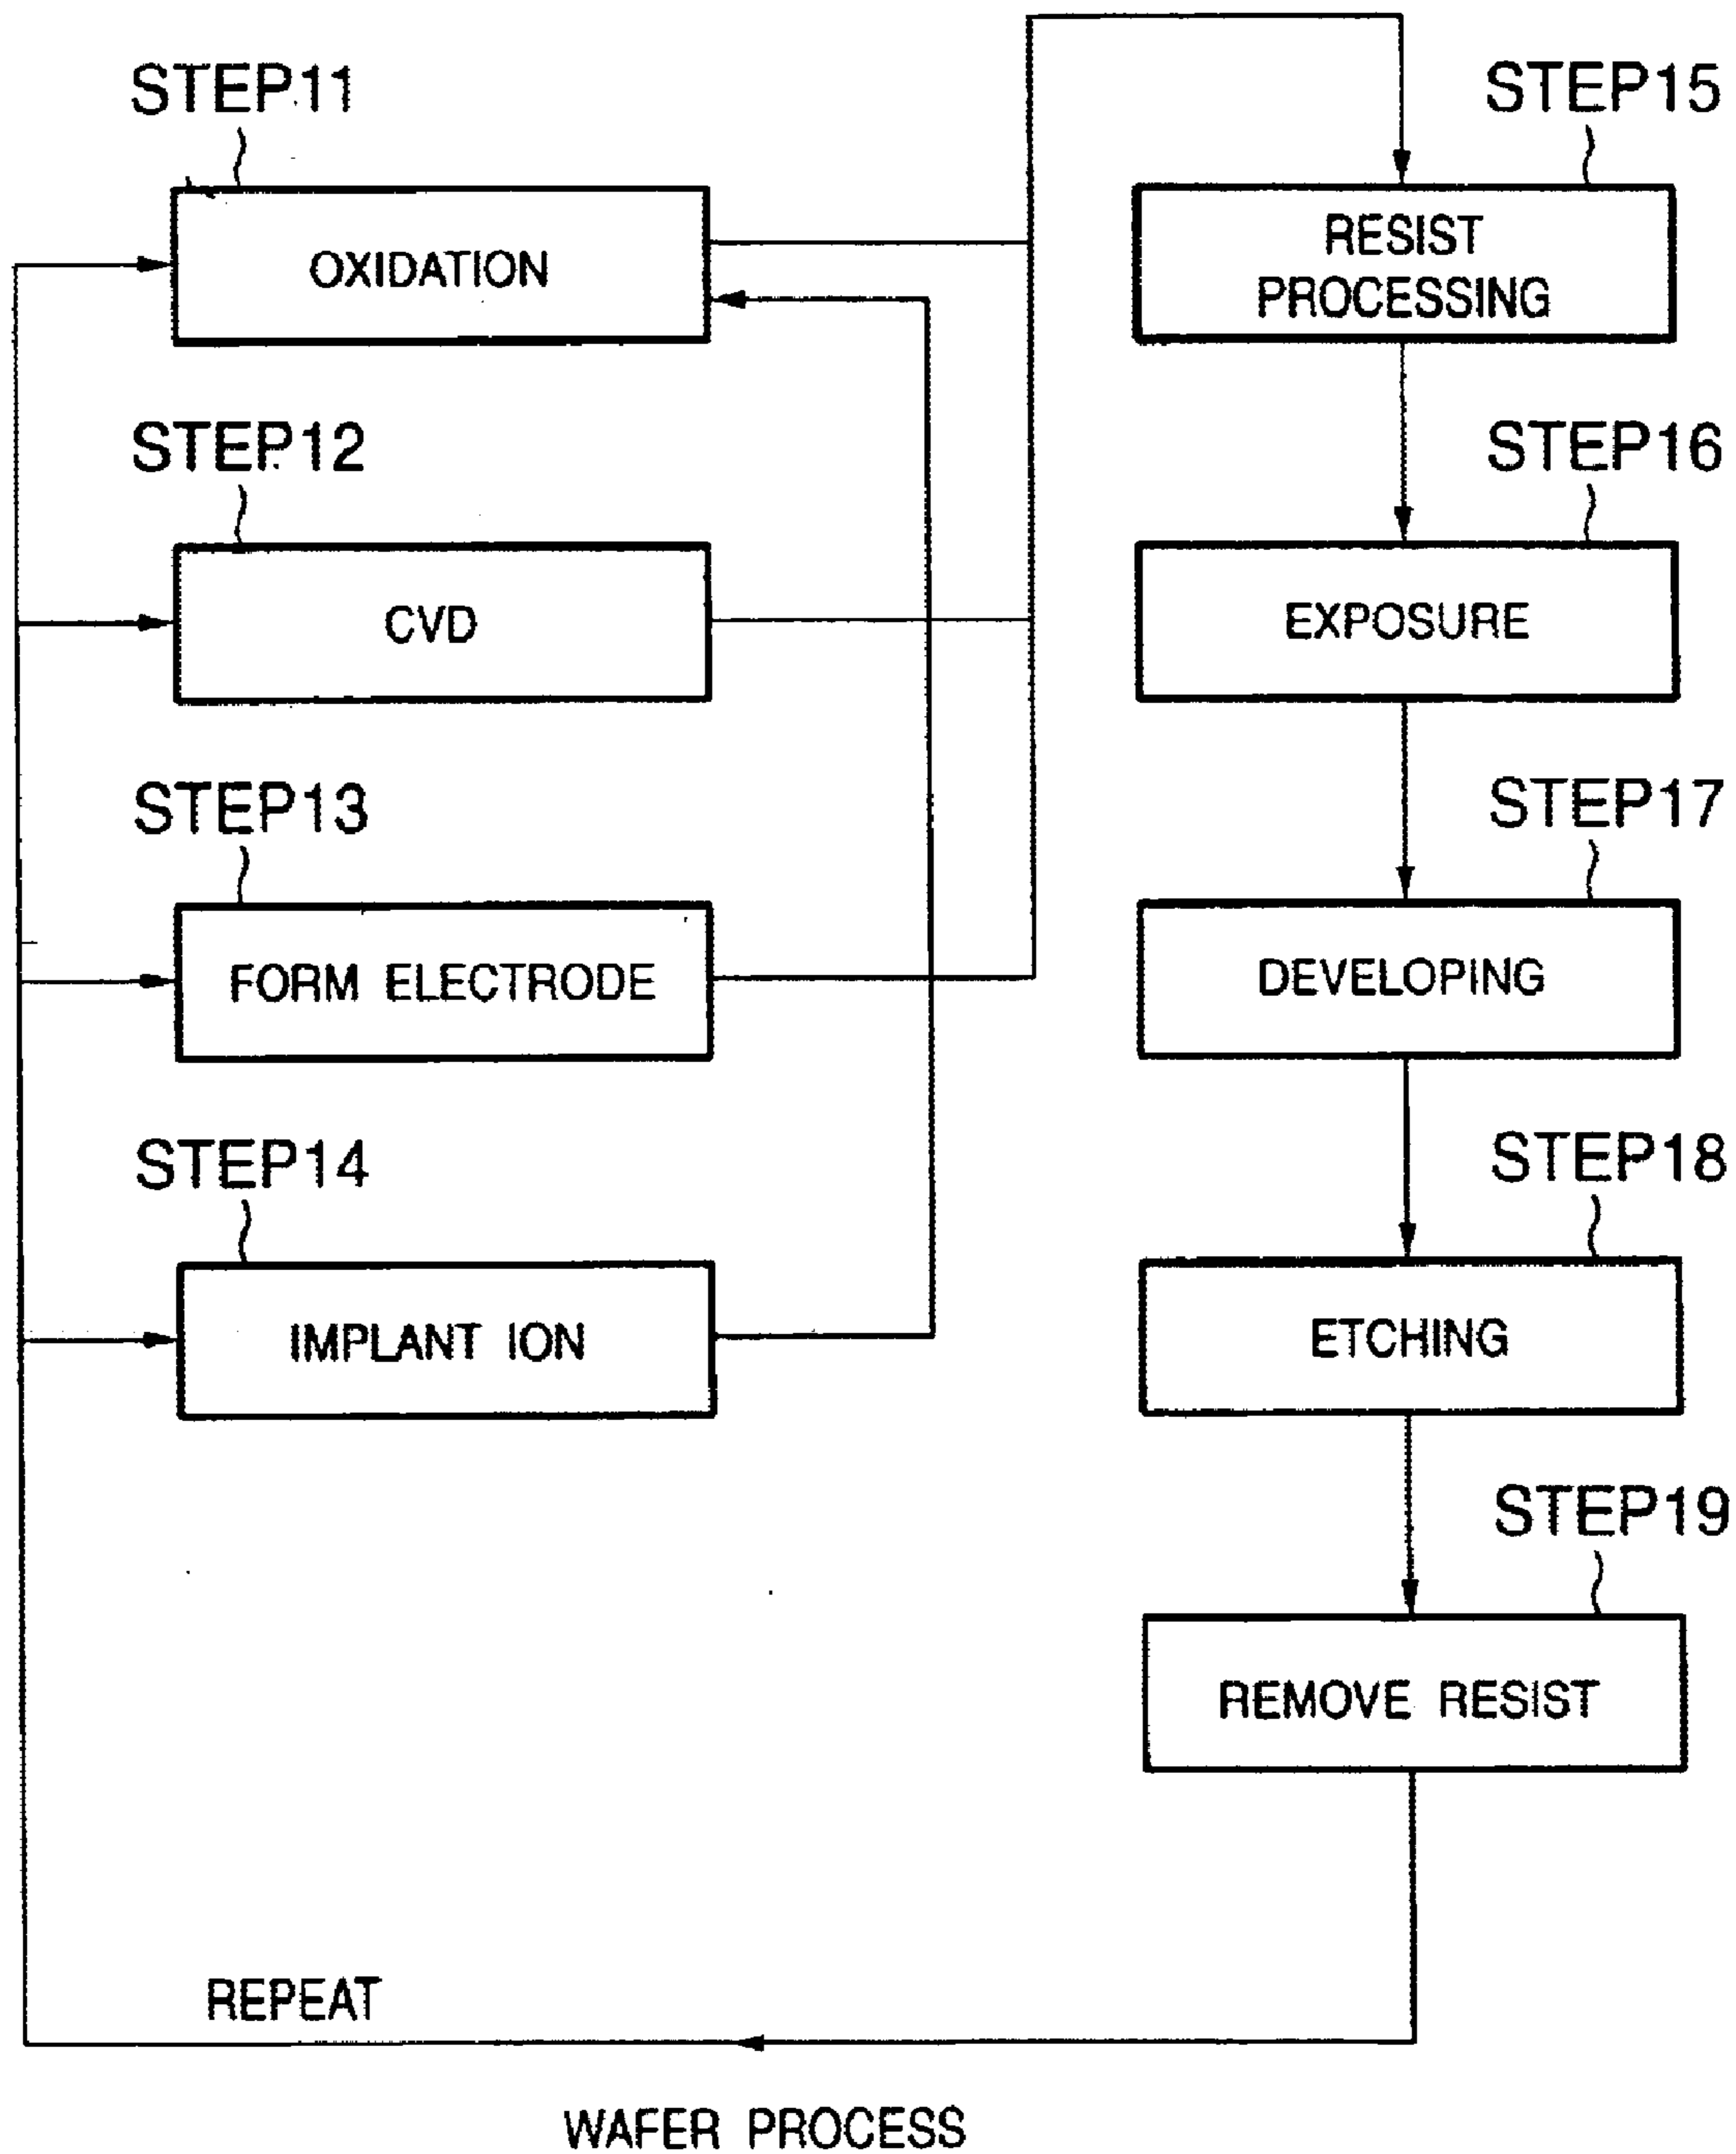 STEP11
OXIDATION
STEP12
CVD
STEP13
FORM ELECTRODE
STEP14
IMPLANT ION
STEP15
RESIST
PROCESSING
STEP16
EXPOSURE
STEP17
DEVELOPING
STEP18
ETCHING
STEP19
REMOVE RESIST
REPEAT
WAFER PROCESS